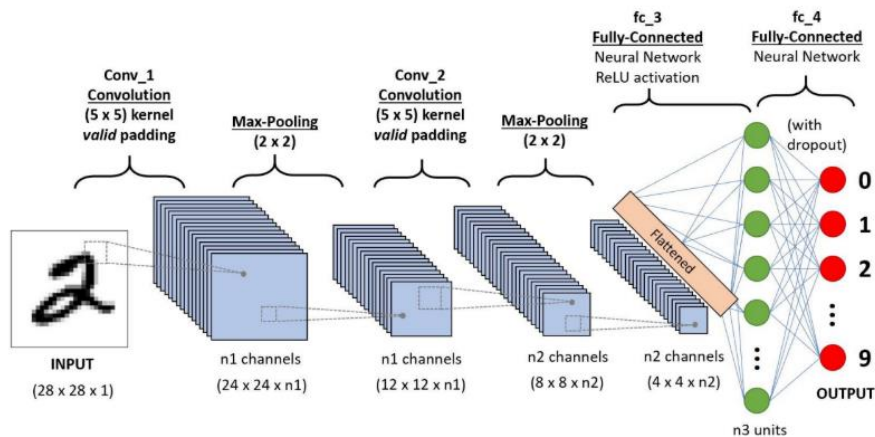 fc_3
Fully-Connected
Neural Network
ReLU activation
fc_4
Fully-Connected
Neural Network
Conv_1
Convolution
(5 x 5) kernel
valid padding
Max-Pooling
(2 x 2)
Conv_2
Convolution
(5 x 5) kernel
valid padding
Max-Pooling
(2 x 2)
(with
dropout)
Flattened
0
1
2
9
INPUT
(28 x 28 x 1)
n1 channels
(24 x 24 x n1)
n1 channels
(12 x 12 x n1)
n2 channels
(8 x 8 x n2)
n2 channels
(4 x 4 x n2)
OUTPUT
n3 units